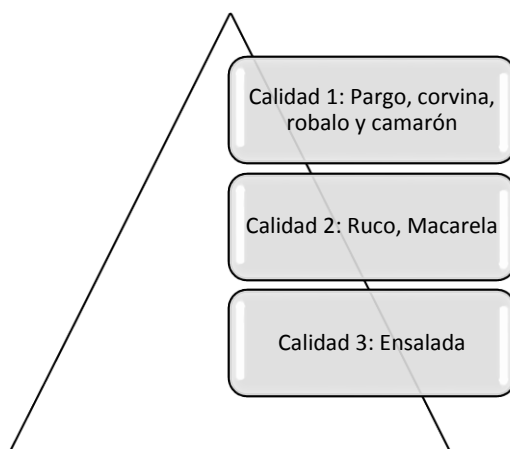 Calidad 1: Pargo, corvina,
robalo y camarón
Calidad 2: Ruco, Macarela
Calidad 3: Ensalada